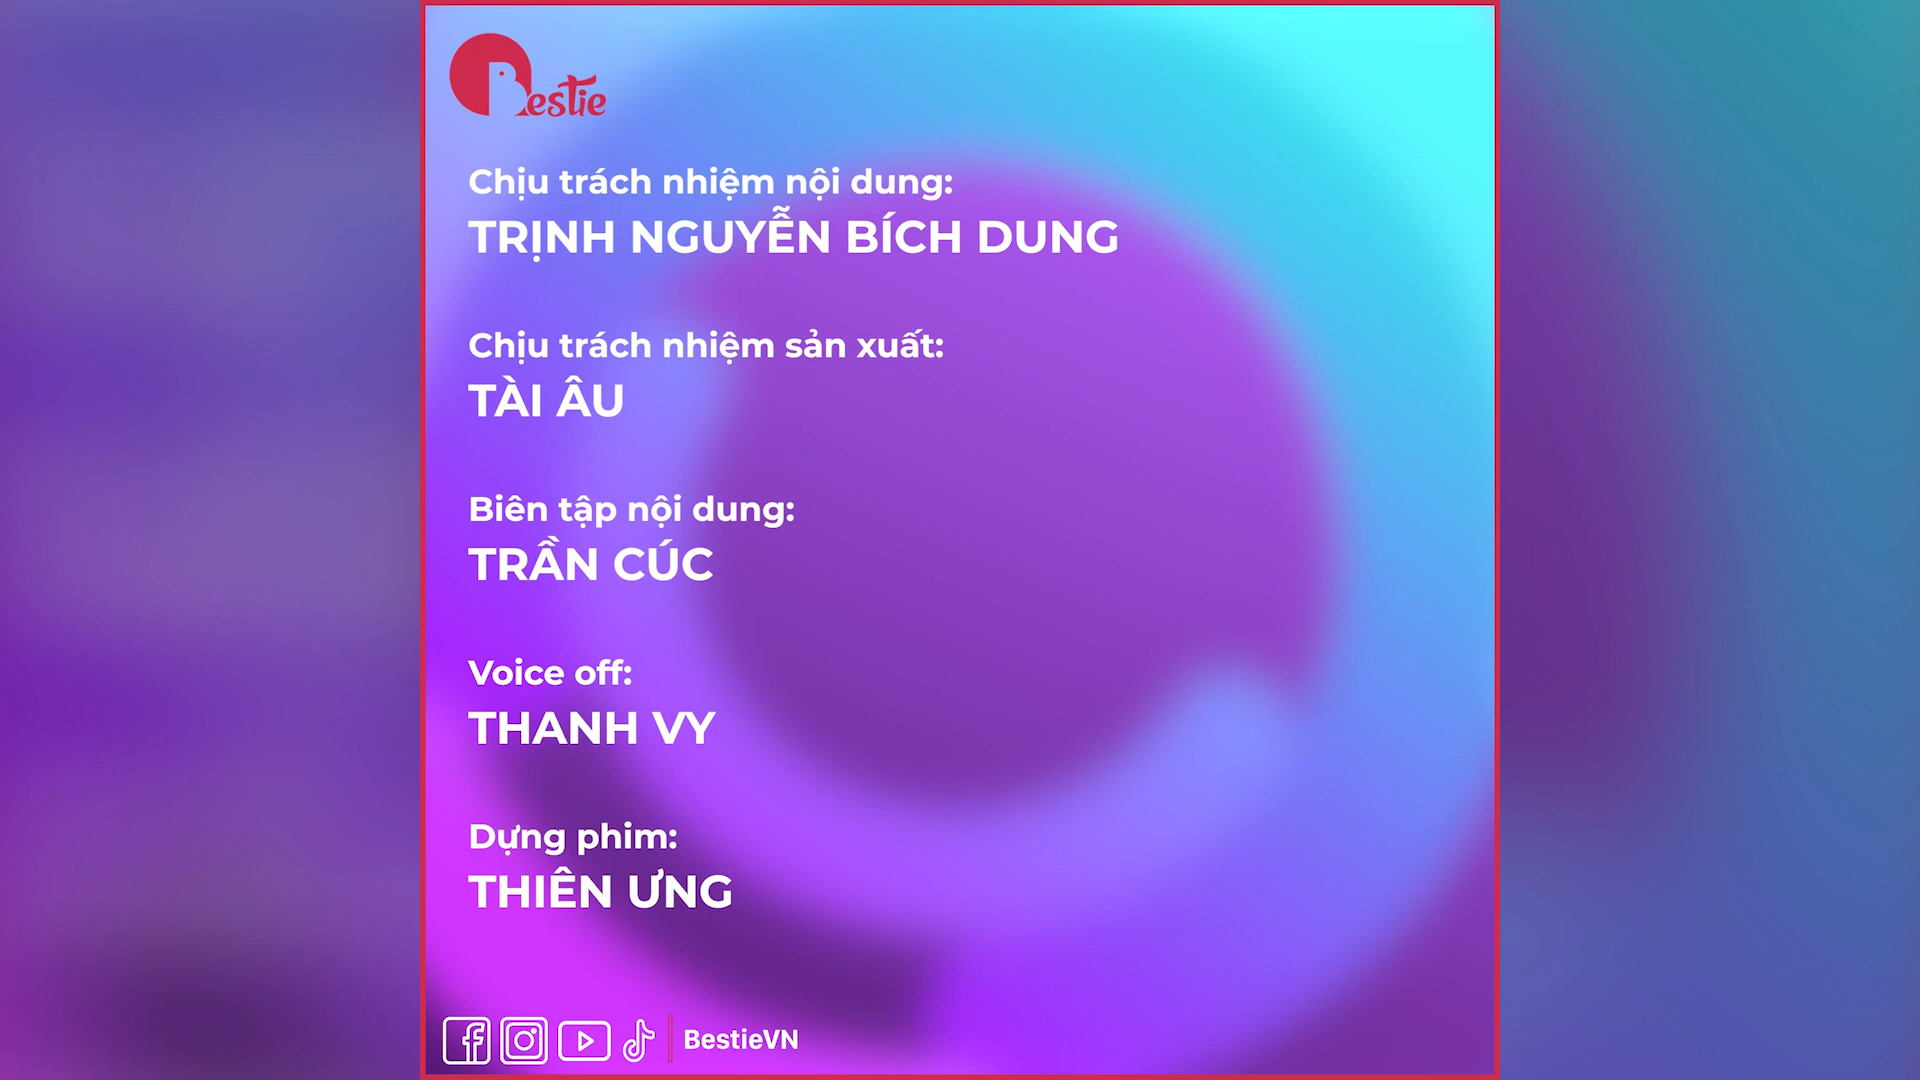 Bestie
Chịu trách nhiệm nội dung:
TRỊNH NGUYỄN BÍCH DUNG
Chịu trách nhiệm sản xuất:
TÀI ÂU
Biên tập nội dung:
TRẦN CÚC
Voice off:
THANH VY
Dựng phim:
THIÊN ƯNG
BestieVN